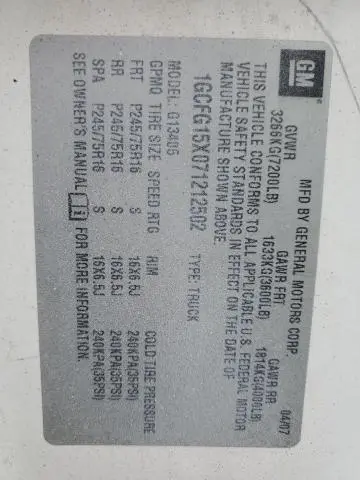 GM
MFD BY GENERAL MOTORS CORP. 04/07
GVWR GAWR FRT GAWR RR
3266KG(7200LB) 1633KG(3600LB) 1814KG(4000LB)
THIS VEHICLE CONFORMS TO ALL APPLICABLE U.S. FEDERAL MOTOR
VEHICLE SAFETY STANDARDS IN EFFECT ON THE DATE OF
MANUFACTURE SHOWN ABOVE.
1GCFG15X071212502 TYPE: TRUCK
MODEL: G13405
GPMO TIRE SIZE SPEED RTG RIM COLD TIRE PRESSURE
FRT P245/75R16 S 16X6.5J 240KPA(35PSI)
RR P245/75R16 S 16X6.5J 240KPA(35PSI)
SPA P245/75R16 S 16X6.5J 240KPA(35PSI)
SEE OWNER'S MANUAL i FOR MORE INFORMATION.